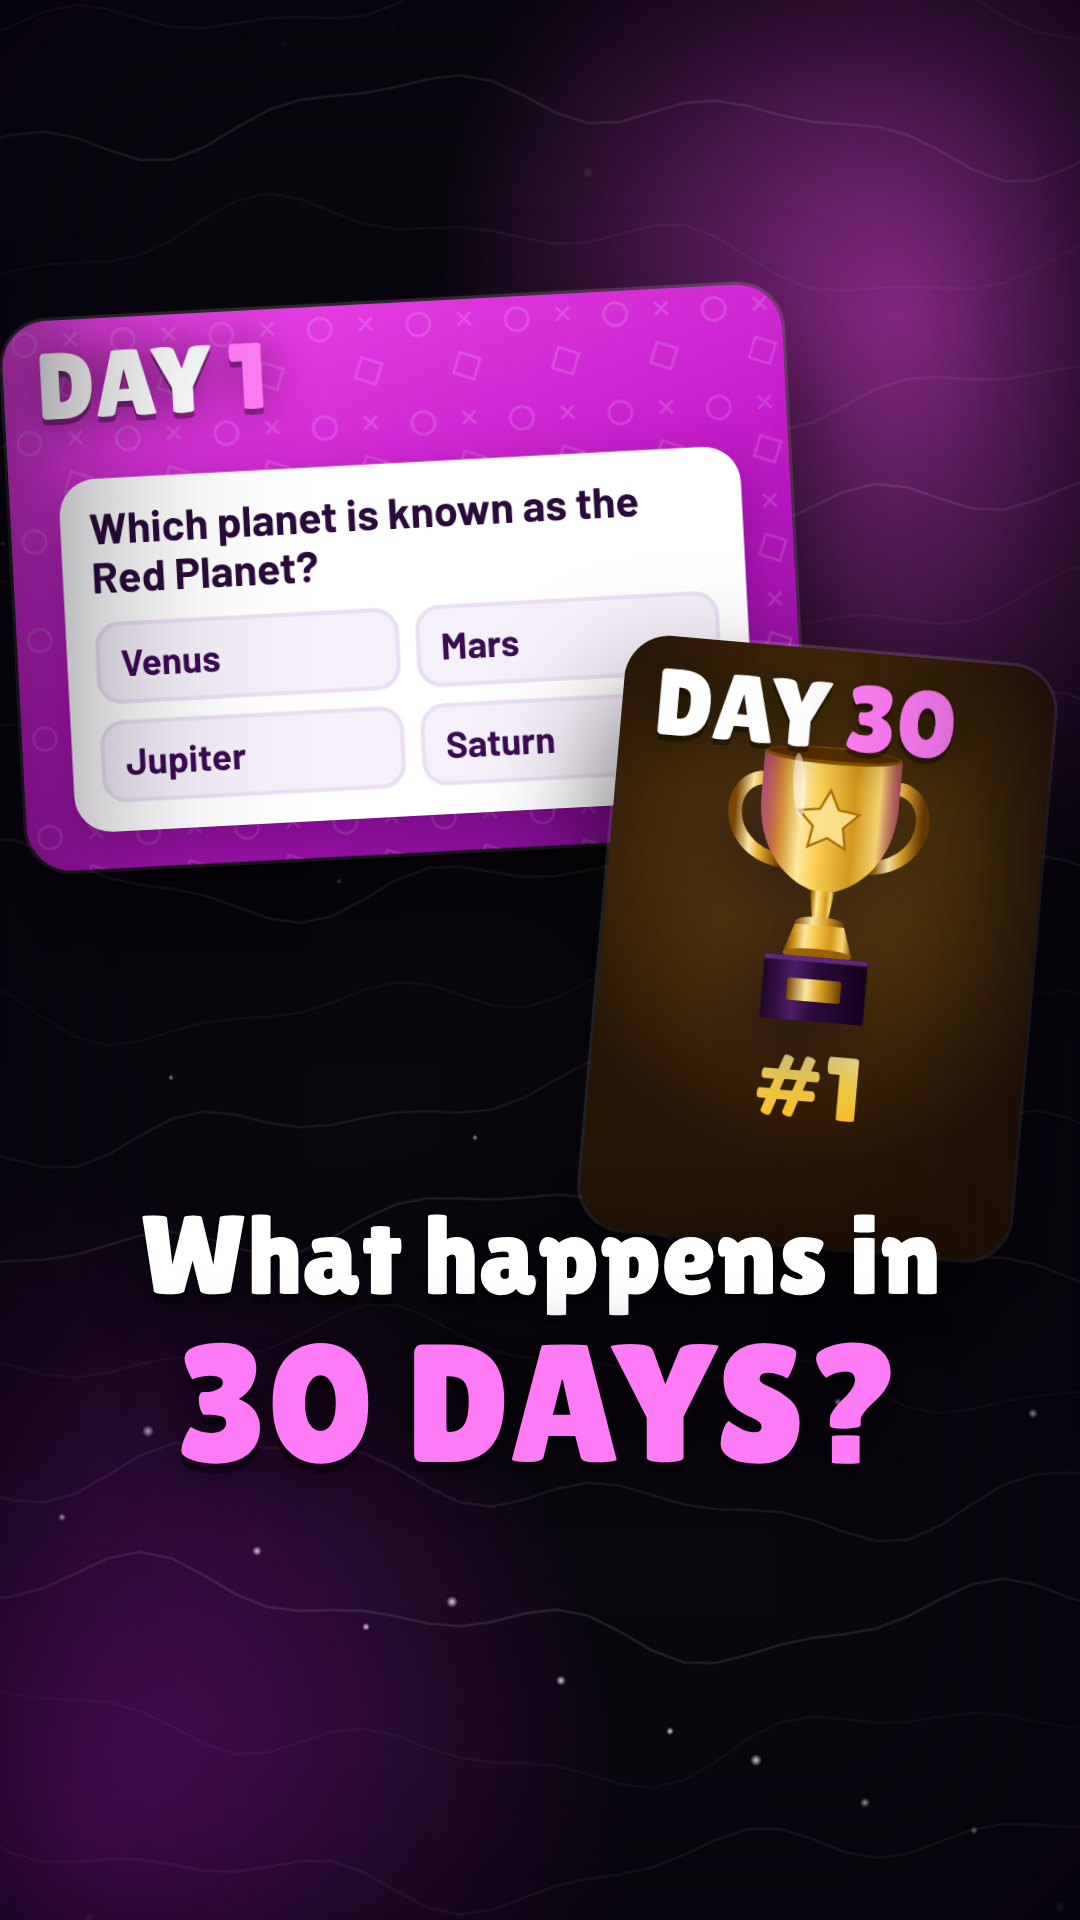 DAY 1
Which planet is known as the
Red Planet?
Venus
Mars
Jupiter
Saturn
DAY 30
#1
What happens in
30 DAYS?